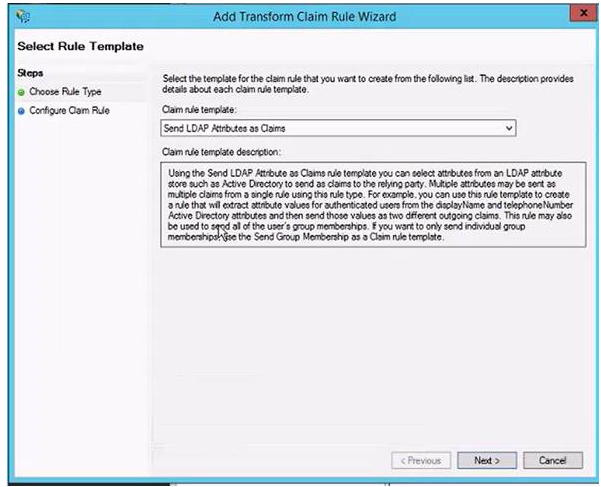 Add Transform Claim Rule Wizard
Select Rule Template
Steps
Choose Rule Type
Configure Claim Rule
Select the template for the claim rule that you want to create from the following list. The description provides
details about each claim rule template.
Claim rule template:
Send LDAP Attributes as Claims
Claim rule template description:
Using the Send LDAP Attribute as Claims rule template you can select attributes from an LDAP attribute
store such as Active Directory to send as claims to the relying party. Multiple attributes may be sent as
multiple claims from a single rule using this rule type. For example, you can use this rule template to create
a rule that will extract attribute values for authenticated users from the displayName and telephoneNumber
Active Directory attributes and then send those values as two different outgoing claims. This rule may also
be used to send all of the user's group memberships. If you want to only send individual group
memberships, use the Send Group Membership as a Claim rule template.
< Previous
Next >
Cancel